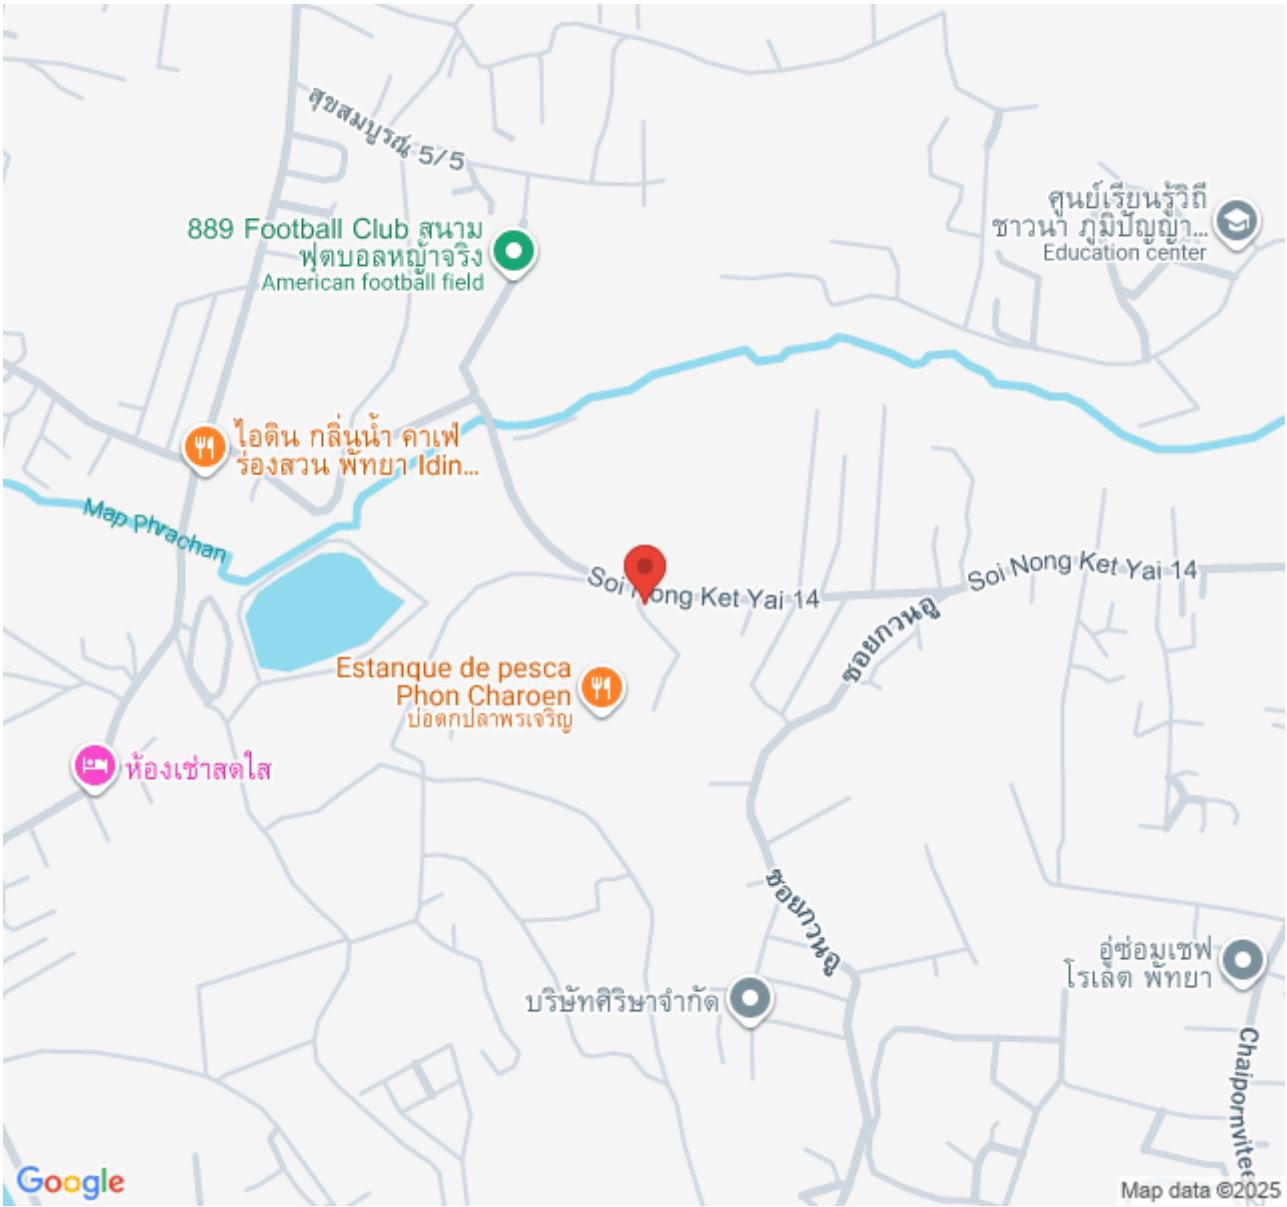 สุขสมบูรณ์ 5/5
889 Football Club สนาม
ฟุตบอลหญ้าจริง
American football field
ศูนย์เรียนรู้วิถี
ชาวนา ภูมิปัญญา...
Education center
ไอดิน กลิ่นน้ำ คาเฟ่
ร่องสวน พัทยา Idin...
Map Phrachan
Soi Nong Ket Yai 14
Soi Nong Ket Yai 14
ซอยกวนอู
Estanque de pesca
Phon Charoen
บ่อตกปลาพรเจริญ
ห้องเช่าสดใส
ซอยกวนอู
อู่ซ่อมเชฟ
โรเล็ต พัทยา
บริษัทศิริษาจำกัด
Chaipornvitee
Google
Map data ©2025